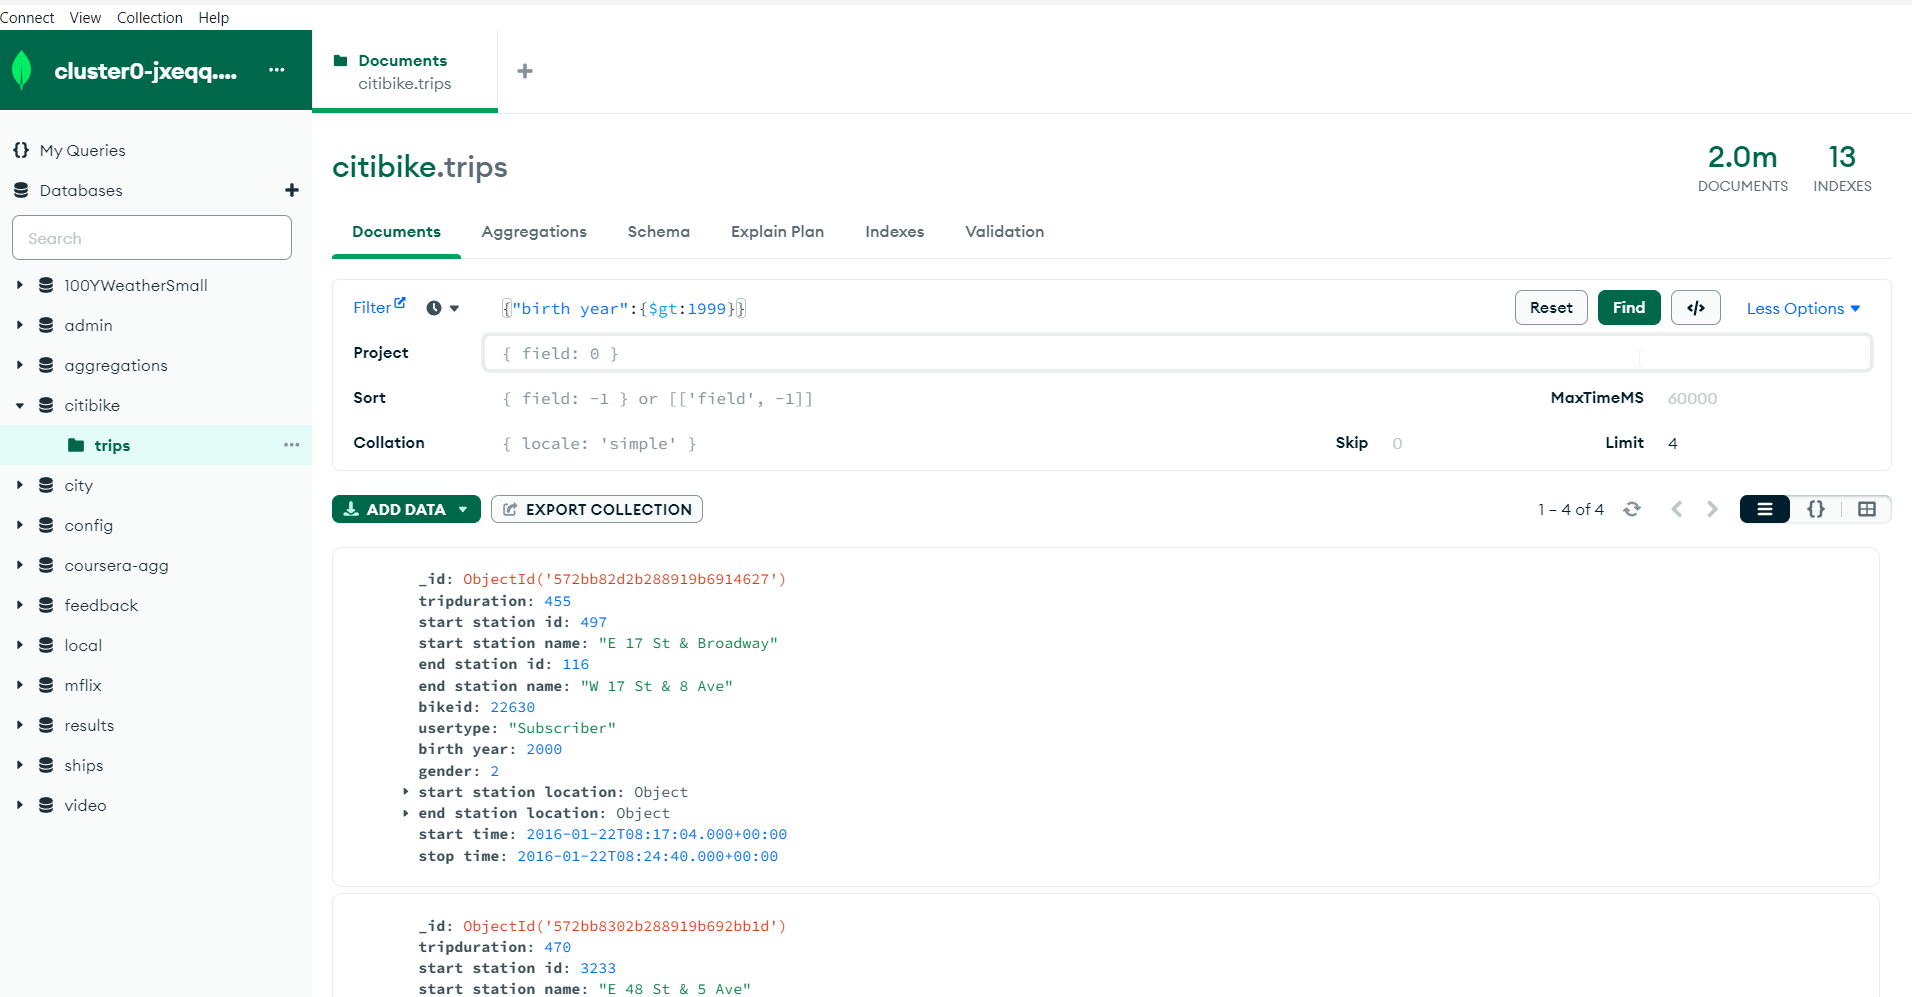 Connect View Collection Help
cluster0-jxeqq....
Documents
citibike.trips
My Queries
Databases
Search
100YWeatherSmall
admin
aggregations
citibike
trips
city
config
coursera-agg
feedback
local
mflix
results
ships
video
citibike.trips
2.0m
DOCUMENTS
13
INDEXES
Documents Aggregations Schema Explain Plan Indexes Validation
Filter {"birth year":{$gt:1999}} Reset Find </> Less Options
Project { field: 0 }
Sort { field: -1 } or [['field', -1]] MaxTimeMS 60000
Collation { locale: 'simple' } Skip 0 Limit 4
ADD DATA EXPORT COLLECTION 1 – 4 of 4 {}
_id: ObjectId('572bb82d2b288919b6914627')
tripduration: 455
start station id: 497
start station name: "E 17 St & Broadway"
end station id: 116
end station name: "W 17 St & 8 Ave"
bikeid: 22630
usertype: "Subscriber"
birth year: 2000
gender: 2
start station location: Object
end station location: Object
start time: 2016-01-22T08:17:04.000+00:00
stop time: 2016-01-22T08:24:40.000+00:00
_id: ObjectId('572bb8302b288919b692bb1d')
tripduration: 470
start station id: 3233
start station name: "E 48 St & 5 Ave"